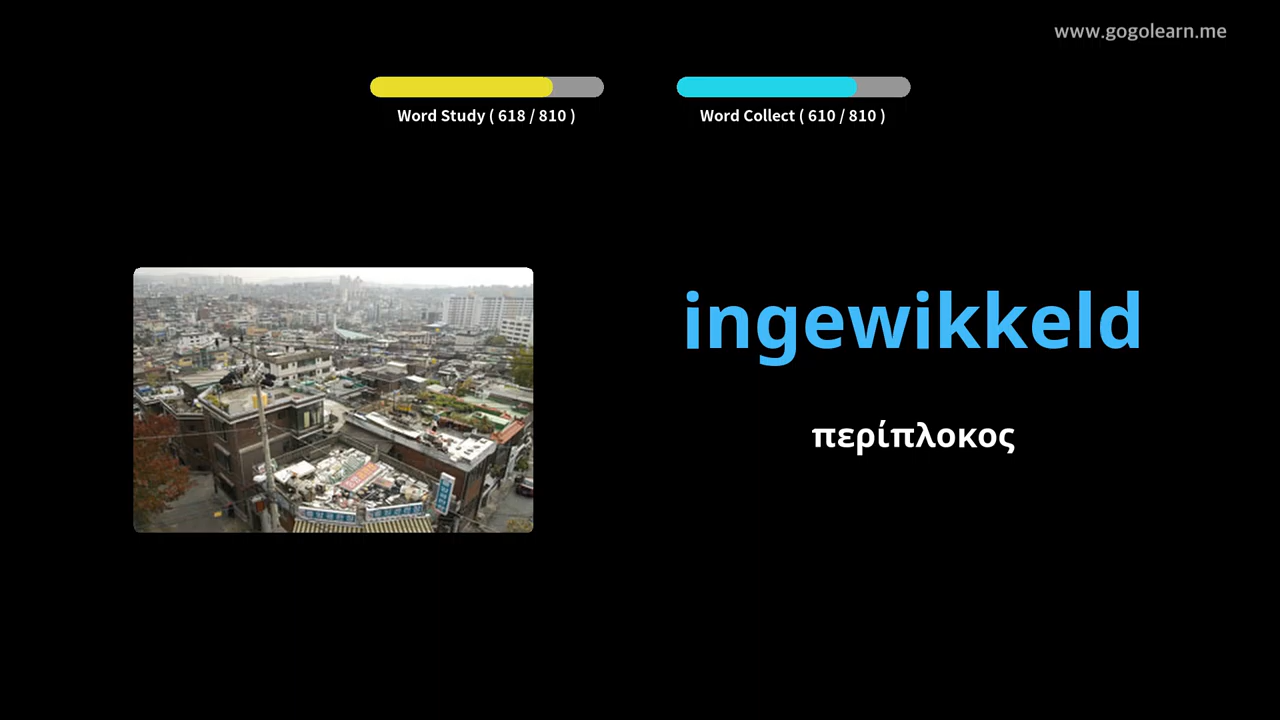 www.gogolearn.me
Word Study ( 618 / 810 )
Word Collect ( 610 / 810 )
ingewikkeld
περίπλοκος